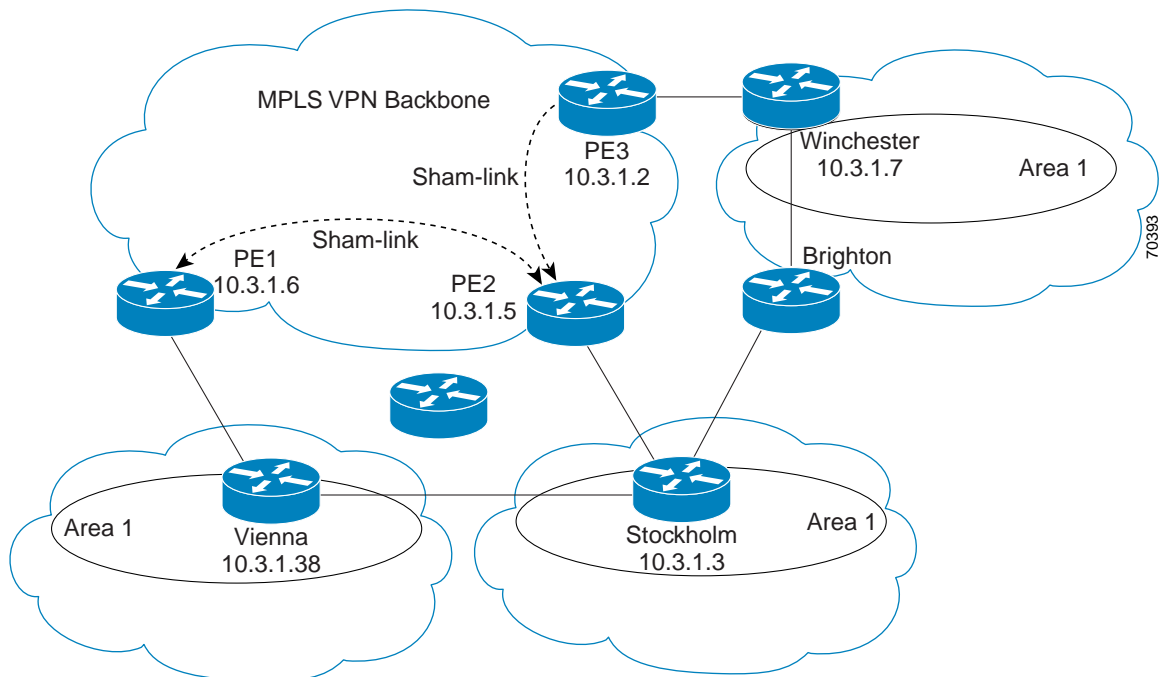 MPLS VPN Backbone
PE3
10.3.1.2
Winchester
10.3.1.7
Area 1
Sham-link
Sham-link
PE1
10.3.1.6
PE2
10.3.1.5
Brighton
70393
Area 1
Vienna
10.3.1.38
Stockholm
10.3.1.3
Area 1